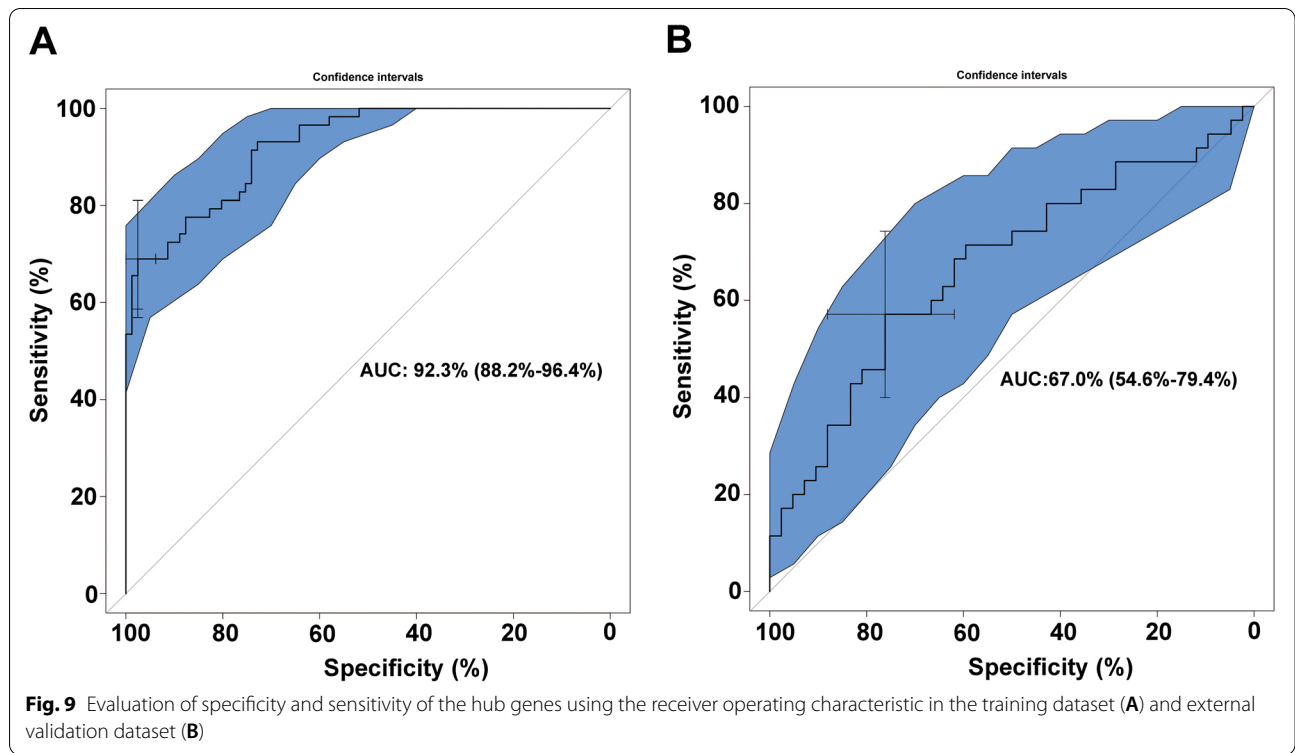 A
Confidence intervals
100
80
60
40
20
0
Sensitivity (%)
AUC: 92.3% (88.2%-96.4%)
100 80 60 40 20 0
Specificity (%)
B
Confidence intervals
100
80
60
40
20
0
Sensitivity (%)
AUC:67.0% (54.6%-79.4%)
100 80 60 40 20 0
Specificity (%)
Fig. 9 Evaluation of specificity and sensitivity of the hub genes using the receiver operating characteristic in the training dataset (A) and external
validation dataset (B)